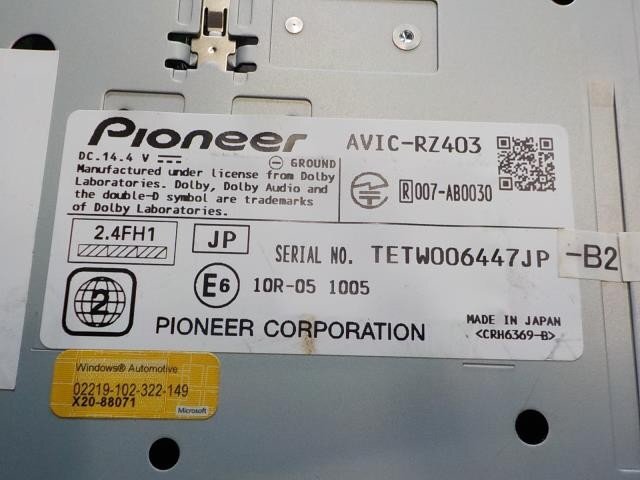 Pioneer
AVIC-RZ403
DC.14.4 V
GROUND
Manufactured under license from Dolby
Laboratories. Dolby, Dolby Audio and
the double-D symbol are trademarks
of Dolby Laboratories.
R 007-AB0030
2.4FH1
JP
SERIAL NO. TETW006447JP
-B2
2
E6
10R-05 1005
PIONEER CORPORATION
MADE IN JAPAN
<CRH6369-B>
Windows® Automotive
02219-102-322-149
X20-88071
Microsoft